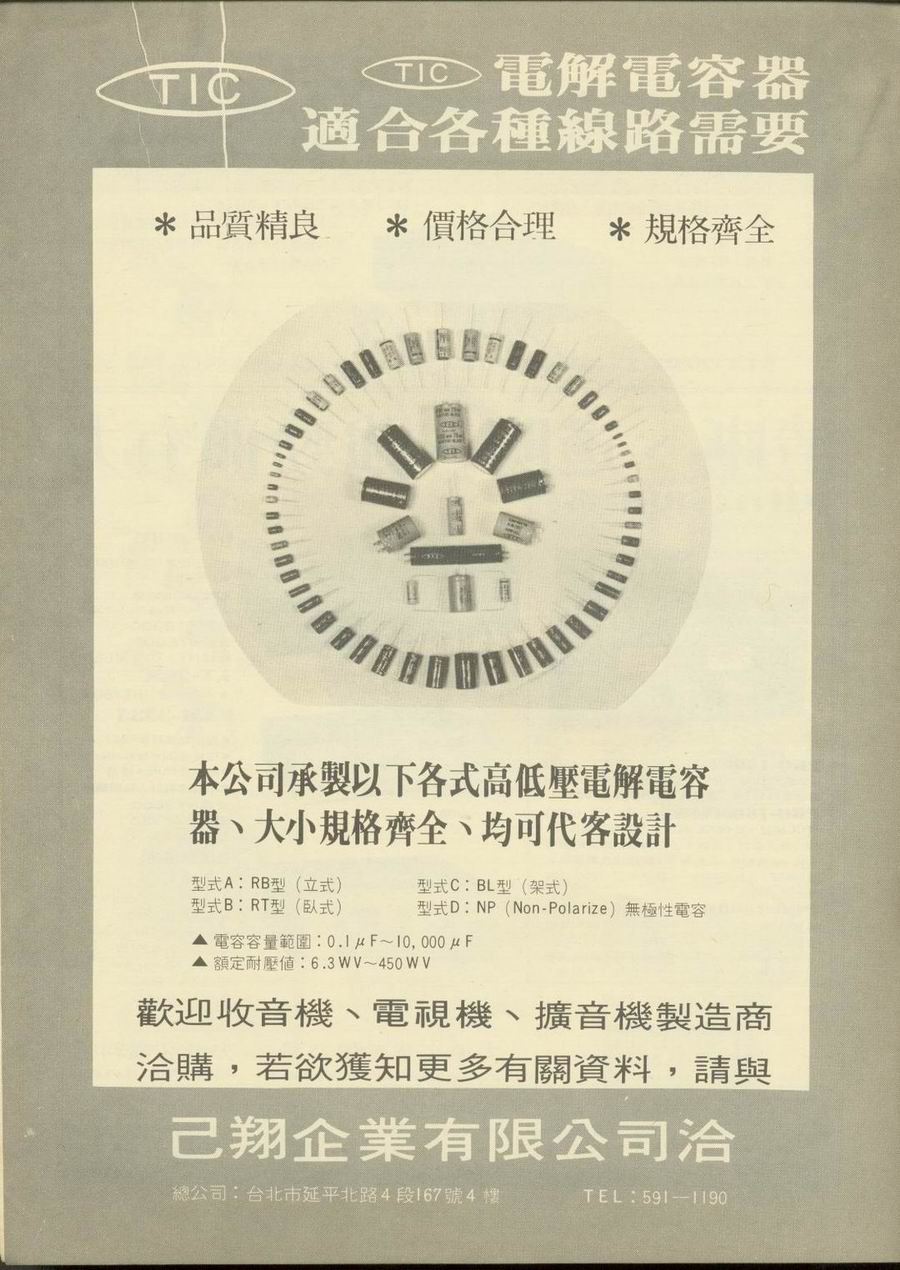 TIC
TIC 電解電容器
適合各種線路需要
＊品質精良 ＊價格合理 ＊規格齊全
本公司承製以下各式高低壓電解電容
器、大小規格齊全、均可代客設計
型式A：RB型（立式） 型式C：BL型（架式）
型式B：RT型（臥式） 型式D：NP（Non-Polarize）無極性電容
▲電容容量範圍：0.1μF～10,000μF
▲額定耐壓值：6.3WV～450WV
歡迎收音機、電視機、擴音機製造商
洽購，若欲獲知更多有關資料，請與
己翔企業有限公司洽
總公司：台北市延平北路4段167號4樓 TEL：591—1190